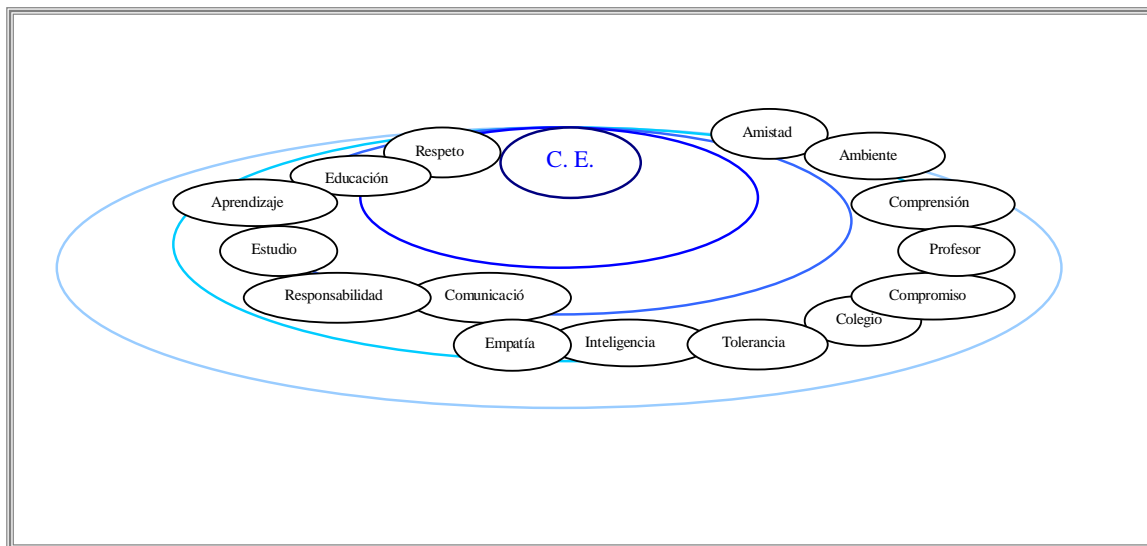 Amistad
Respeto
C. E.
Ambiente
Educación
Aprendizaje
Comprensión
Estudio
Profesor
Responsabilidad
Comunicació
Compromiso
Colegio
Empatía
Inteligencia
Tolerancia